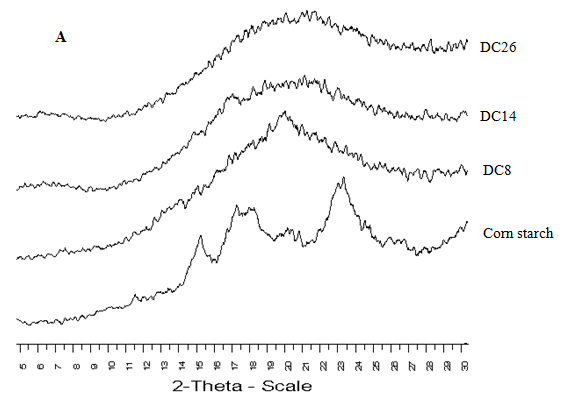 A
DC26
DC14
DC8
Corn starch
5 6 7 8 9 10 11 12 13 14 15 16 17 18 19 20 21 22 23 24 25 26 27 28 29 30
2-Theta - Scale